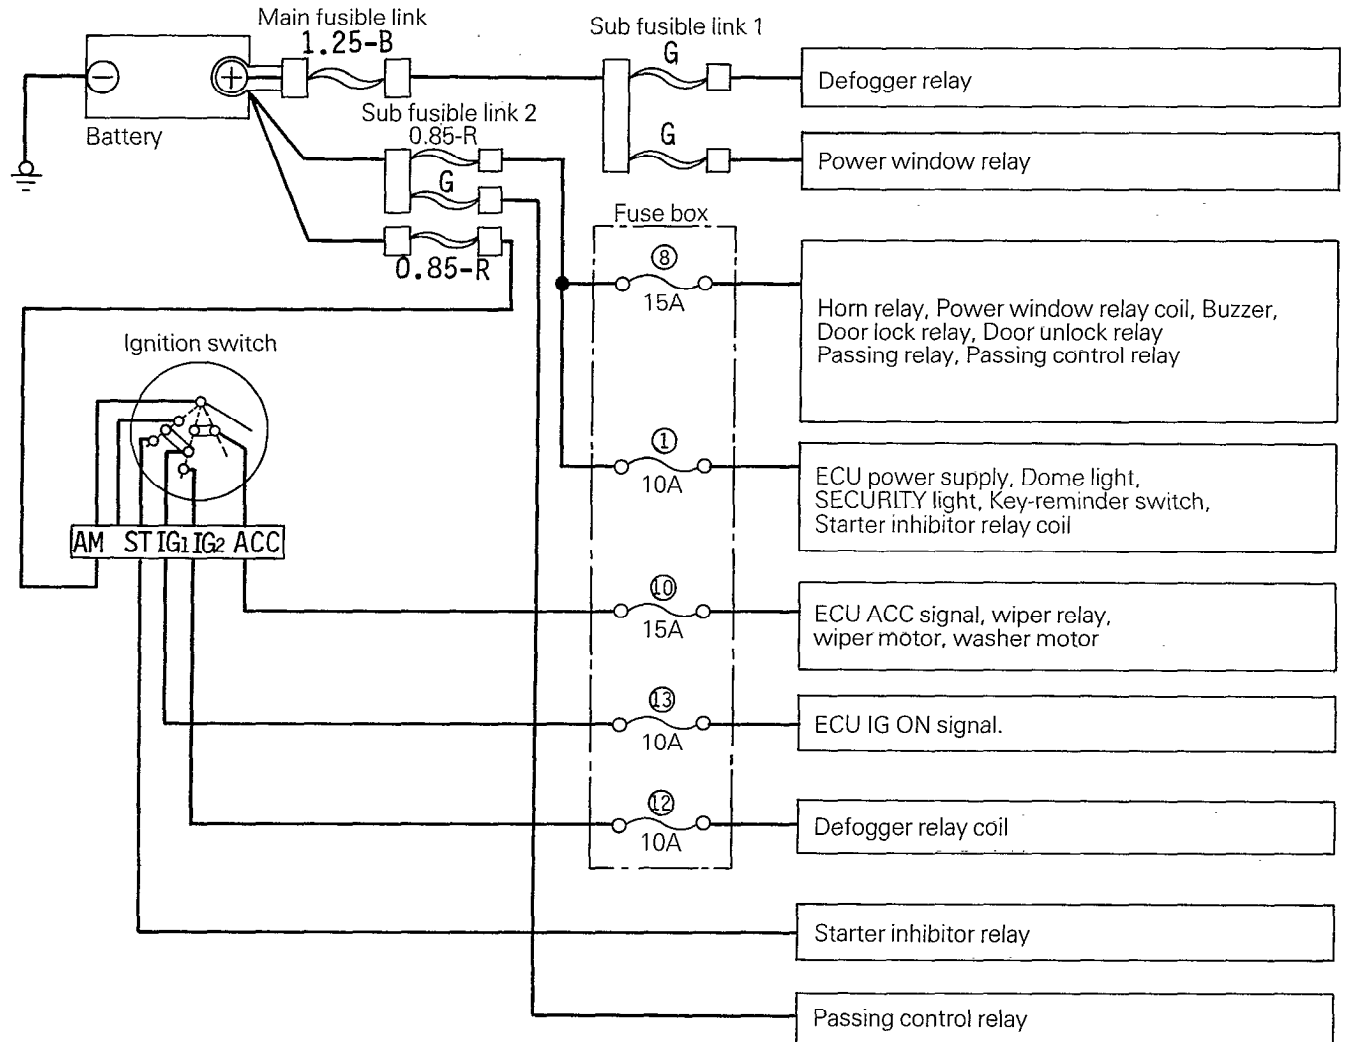 Main fusible link
1.25-B
Sub fusible link 1
G
Defogger relay
Battery
Sub fusible link 2
0.85-R
G
Power window relay
G
Fuse box
0.85-R
8
15A
Horn relay, Power window relay coil, Buzzer,
Door lock relay, Door unlock relay
Passing relay, Passing control relay
Ignition switch
1
10A
ECU power supply, Dome light,
SECURITY light, Key-reminder switch,
Starter inhibitor relay coil
AM ST IG1 IG2 ACC
10
15A
ECU ACC signal, wiper relay,
wiper motor, washer motor
13
10A
ECU IG ON signal.
12
10A
Defogger relay coil
Starter inhibitor relay
Passing control relay